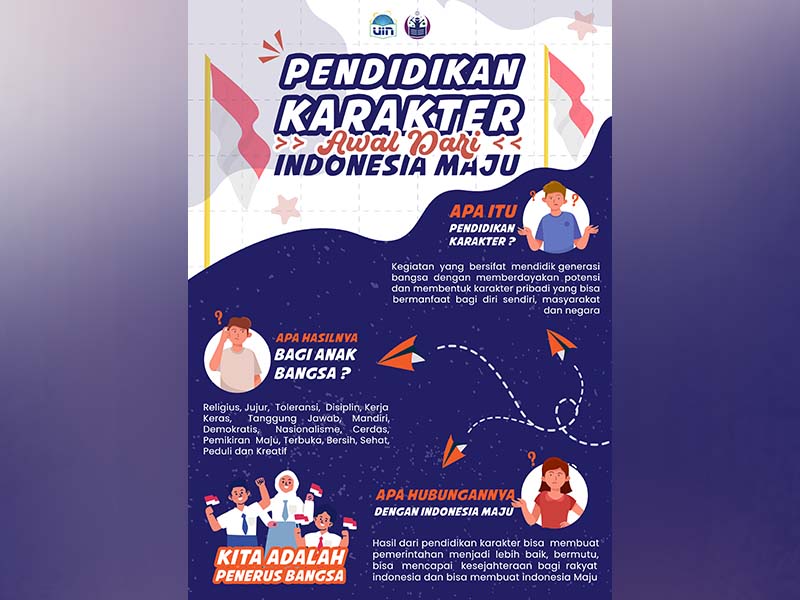 UIN
PENDIDIKAN
KARAKTER
>> Awal Dari <<
INDONESIA MAJU
APA ITU
PENDIDIKAN
KARAKTER ?
Kegiatan yang bersifat mendidik generasi
bangsa dengan memberdayakan potensi
dan membentuk karakter pribadi yang bisa
bermanfaat bagi diri sendiri, masyarakat
dan negara
APA HASILNYA
BAGI ANAK
BANGSA ?
Religius, Jujur, Toleransi, Disiplin, Kerja
Keras, Tanggung Jawab, Mandiri,
Demokratis, Nasionalisme, Cerdas,
Pemikiran Maju, Terbuka, Bersih, Sehat,
Peduli dan Kreatif
APA HUBUNGANNYA
DENGAN INDONESIA MAJU
Hasil dari pendidikan karakter bisa membuat
pemerintahan menjadi lebih baik, bermutu,
bisa mencapai kesejahteraan bagi rakyat
indonesia dan bisa membuat indonesia Maju
KITA ADALAH
PENERUS BANGSA